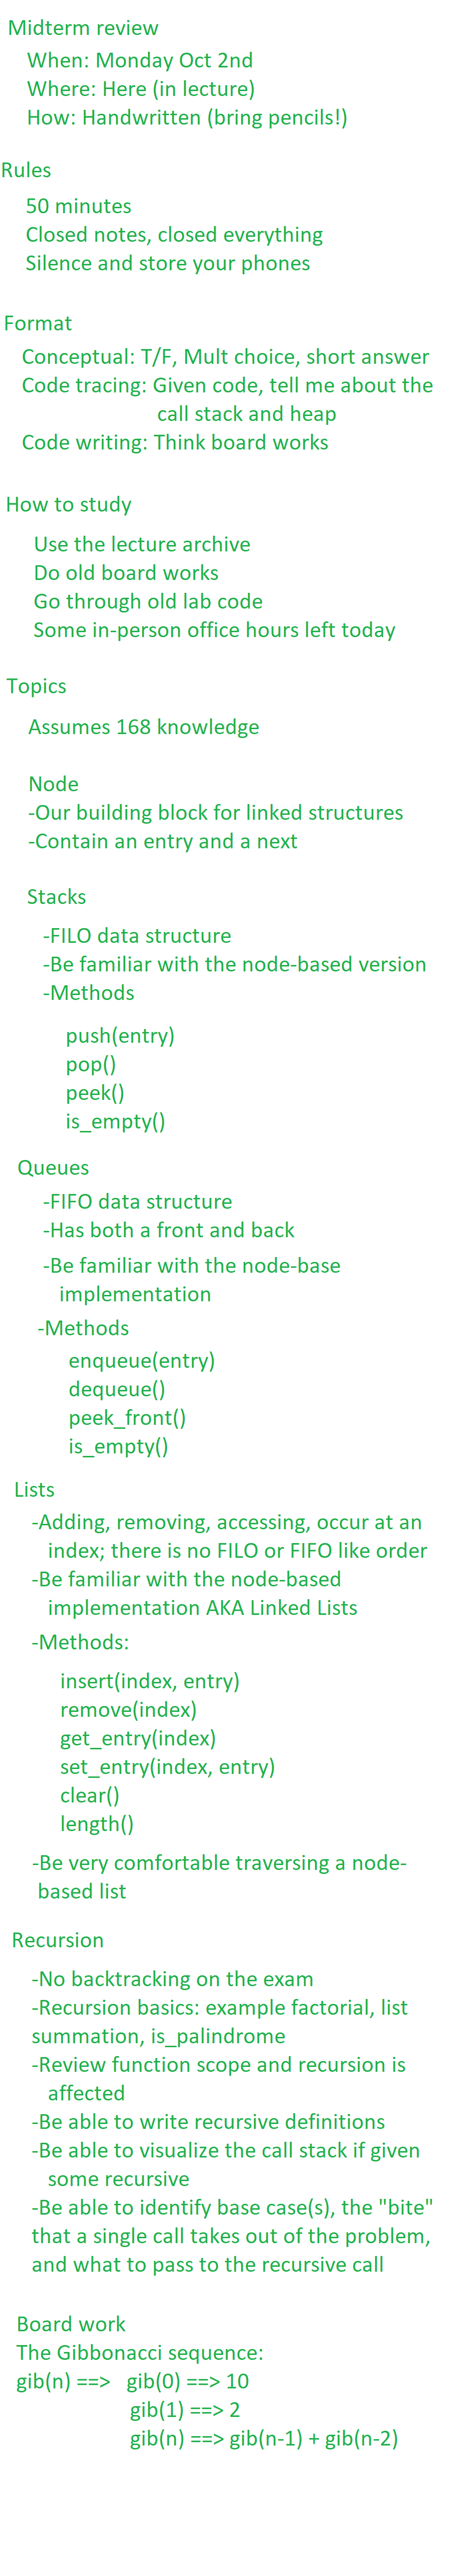 Midterm review
When: Monday Oct 2nd
Where: Here (in lecture)
How: Handwritten (bring pencils!)
Rules
50 minutes
Closed notes, closed everything
Silence and store your phones
Format
Conceptual: T/F, Mult choice, short answer
Code tracing: Given code, tell me about the
call stack and heap
Code writing: Think board works
How to study
Use the lecture archive
Do old board works
Go through old lab code
Some in-person office hours left today
Topics
Assumes 168 knowledge
Node
-Our building block for linked structures
-Contain an entry and a next
Stacks
-FILO data structure
-Be familiar with the node-based version
-Methods
push(entry)
pop()
peek()
is_empty()
Queues
-FIFO data structure
-Has both a front and back
-Be familiar with the node-base
implementation
-Methods
enqueue(entry)
dequeue()
peek_front()
is_empty()
Lists
-Adding, removing, accessing, occur at an
index; there is no FILO or FIFO like order
-Be familiar with the node-based
implementation AKA Linked Lists
-Methods:
insert(index, entry)
remove(index)
get_entry(index)
set_entry(index, entry)
clear()
length()
-Be very comfortable traversing a node-
based list
Recursion
-No backtracking on the exam
-Recursion basics: example factorial, list
summation, is_palindrome
-Review function scope and recursion is
affected
-Be able to write recursive definitions
-Be able to visualize the call stack if given
some recursive
-Be able to identify base case(s), the "bite"
that a single call takes out of the problem,
and what to pass to the recursive call
Board work
The Gibbonacci sequence:
gib(n) ==> gib(0) ==> 10
gib(1) ==> 2
gib(n) ==> gib(n-1) + gib(n-2)